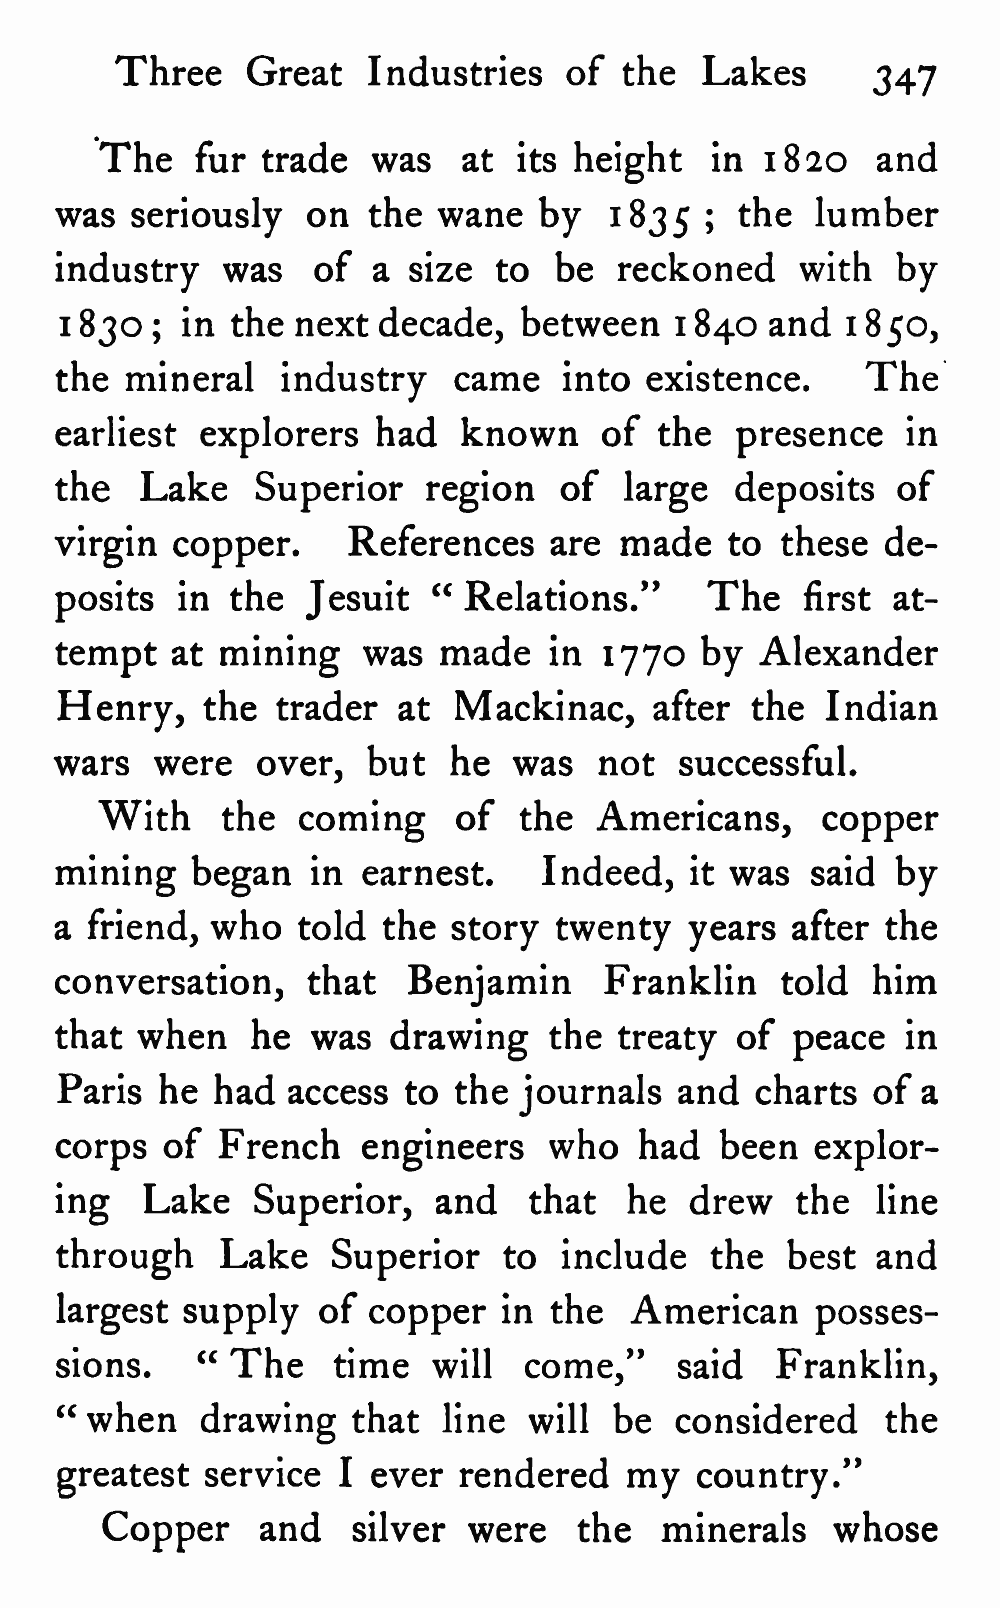 Three Great Industries of the Lakes 347
The fur trade was at its height in 1820 and
was seriously on the wane by 1835 ; the lumber
industry was of a size to be reckoned with by
1830 ; in the next decade, between 1840 and 1850,
the mineral industry came into existence. The
earliest explorers had known of the presence in
the Lake Superior region of large deposits of
virgin copper. References are made to these de-
posits in the Jesuit “ Relations.” The first at-
tempt at mining was made in 1770 by Alexander
Henry, the trader at Mackinac, after the Indian
wars were over, but he was not successful.
With the coming of the Americans, copper
mining began in earnest. Indeed, it was said by
a friend, who told the story twenty years after the
conversation, that Benjamin Franklin told him
that when he was drawing the treaty of peace in
Paris he had access to the journals and charts of a
corps of French engineers who had been explor-
ing Lake Superior, and that he drew the line
through Lake Superior to include the best and
largest supply of copper in the American posses-
sions. “ The time will come,” said Franklin,
“ when drawing that line will be considered the
greatest service I ever rendered my country.”
Copper and silver were the minerals whose